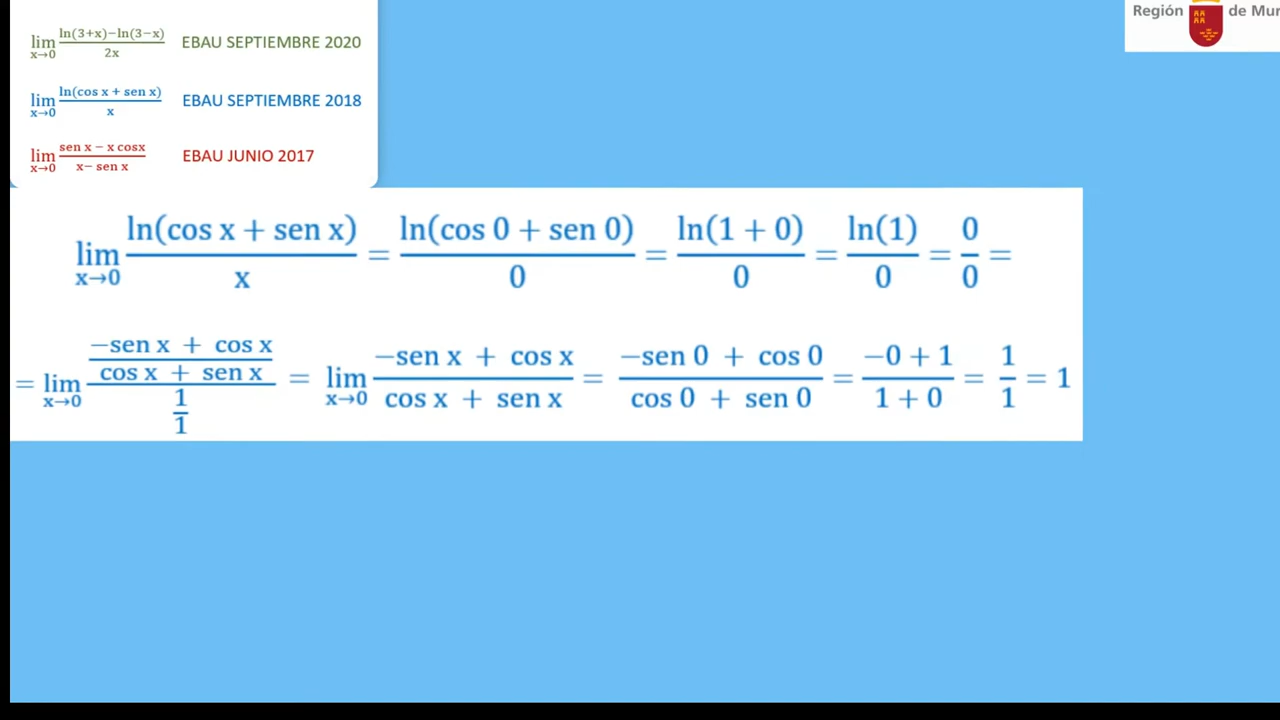 lim x→0 ln(3+x)−ln(3−x) / 2x EBAU SEPTIEMBRE 2020
lim x→0 ln(cos x + sen x) / x EBAU SEPTIEMBRE 2018
lim x→0 sen x − x cosx / x− sen x EBAU JUNIO 2017
Región de Mur
lim x→0 ln(cos x + sen x) / x = ln(cos 0 + sen 0) / 0 = ln(1 + 0) / 0 = ln(1) / 0 = 0 / 0 =
= lim x→0 −sen x + cos x / cos x + sen x / 1 / 1 = lim x→0 −sen x + cos x / cos x + sen x = −sen 0 + cos 0 / cos 0 + sen 0 = −0 + 1 / 1 + 0 = 1 / 1 = 1